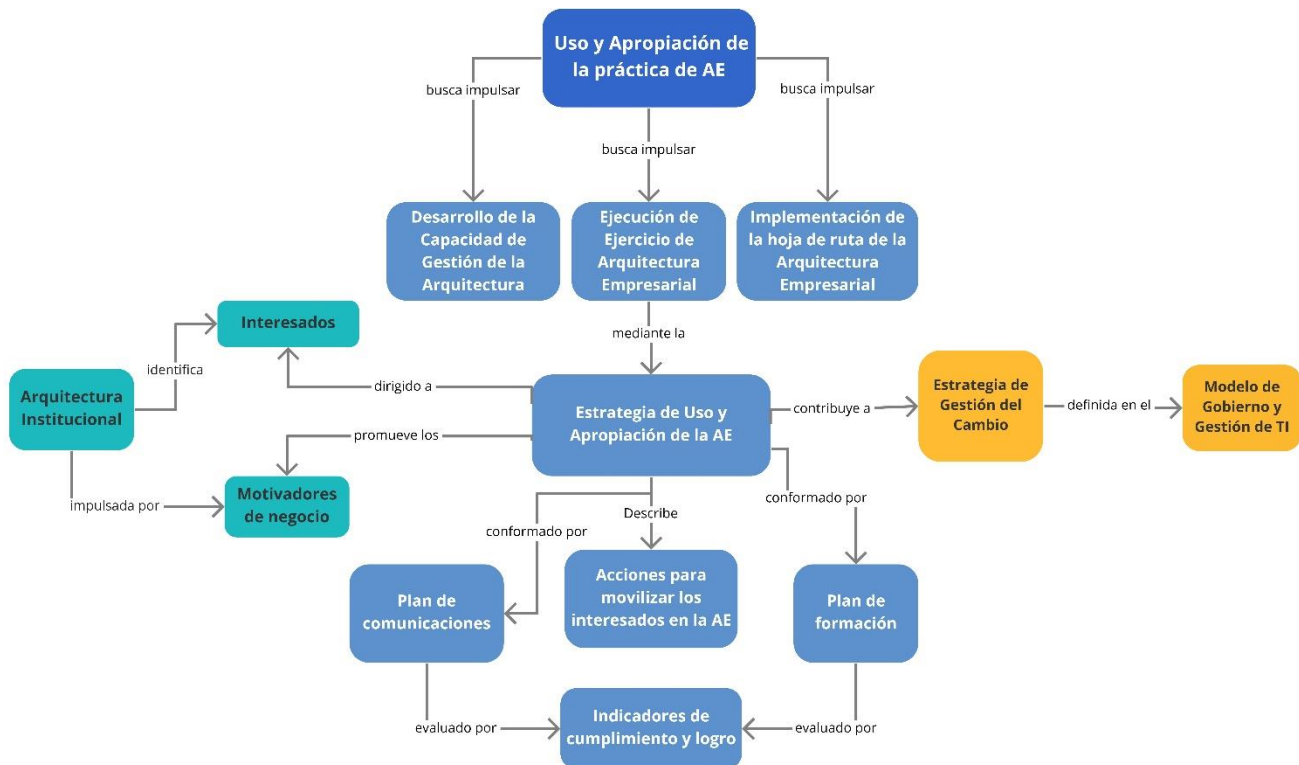 Uso y Apropiación de
la práctica de AE
busca impulsar
busca impulsar
busca impulsar
Desarrollo de la
Capacidad de
Gestión de la
Arquitectura
Ejecución de
Ejercicio de
Arquitectura
Empresarial
Implementación de
la hoja de ruta de la
Arquitectura
Empresarial
mediante la
Interesados
identifica
Arquitectura
Institucional
dirigido a
promueve los
impulsada por
Motivadores
de negocio
Estrategia de Uso y
Apropiación de la AE
contribuye a
Estrategia de
Gestión del
Cambio
definida en el
Modelo de
Gobierno y
Gestión de TI
conformado por
Describe
conformado por
Plan de
comunicaciones
Acciones para
movilizar los
interesados en la AE
Plan de
formación
evaluado por
Indicadores de
cumplimiento y logro
evaluado por